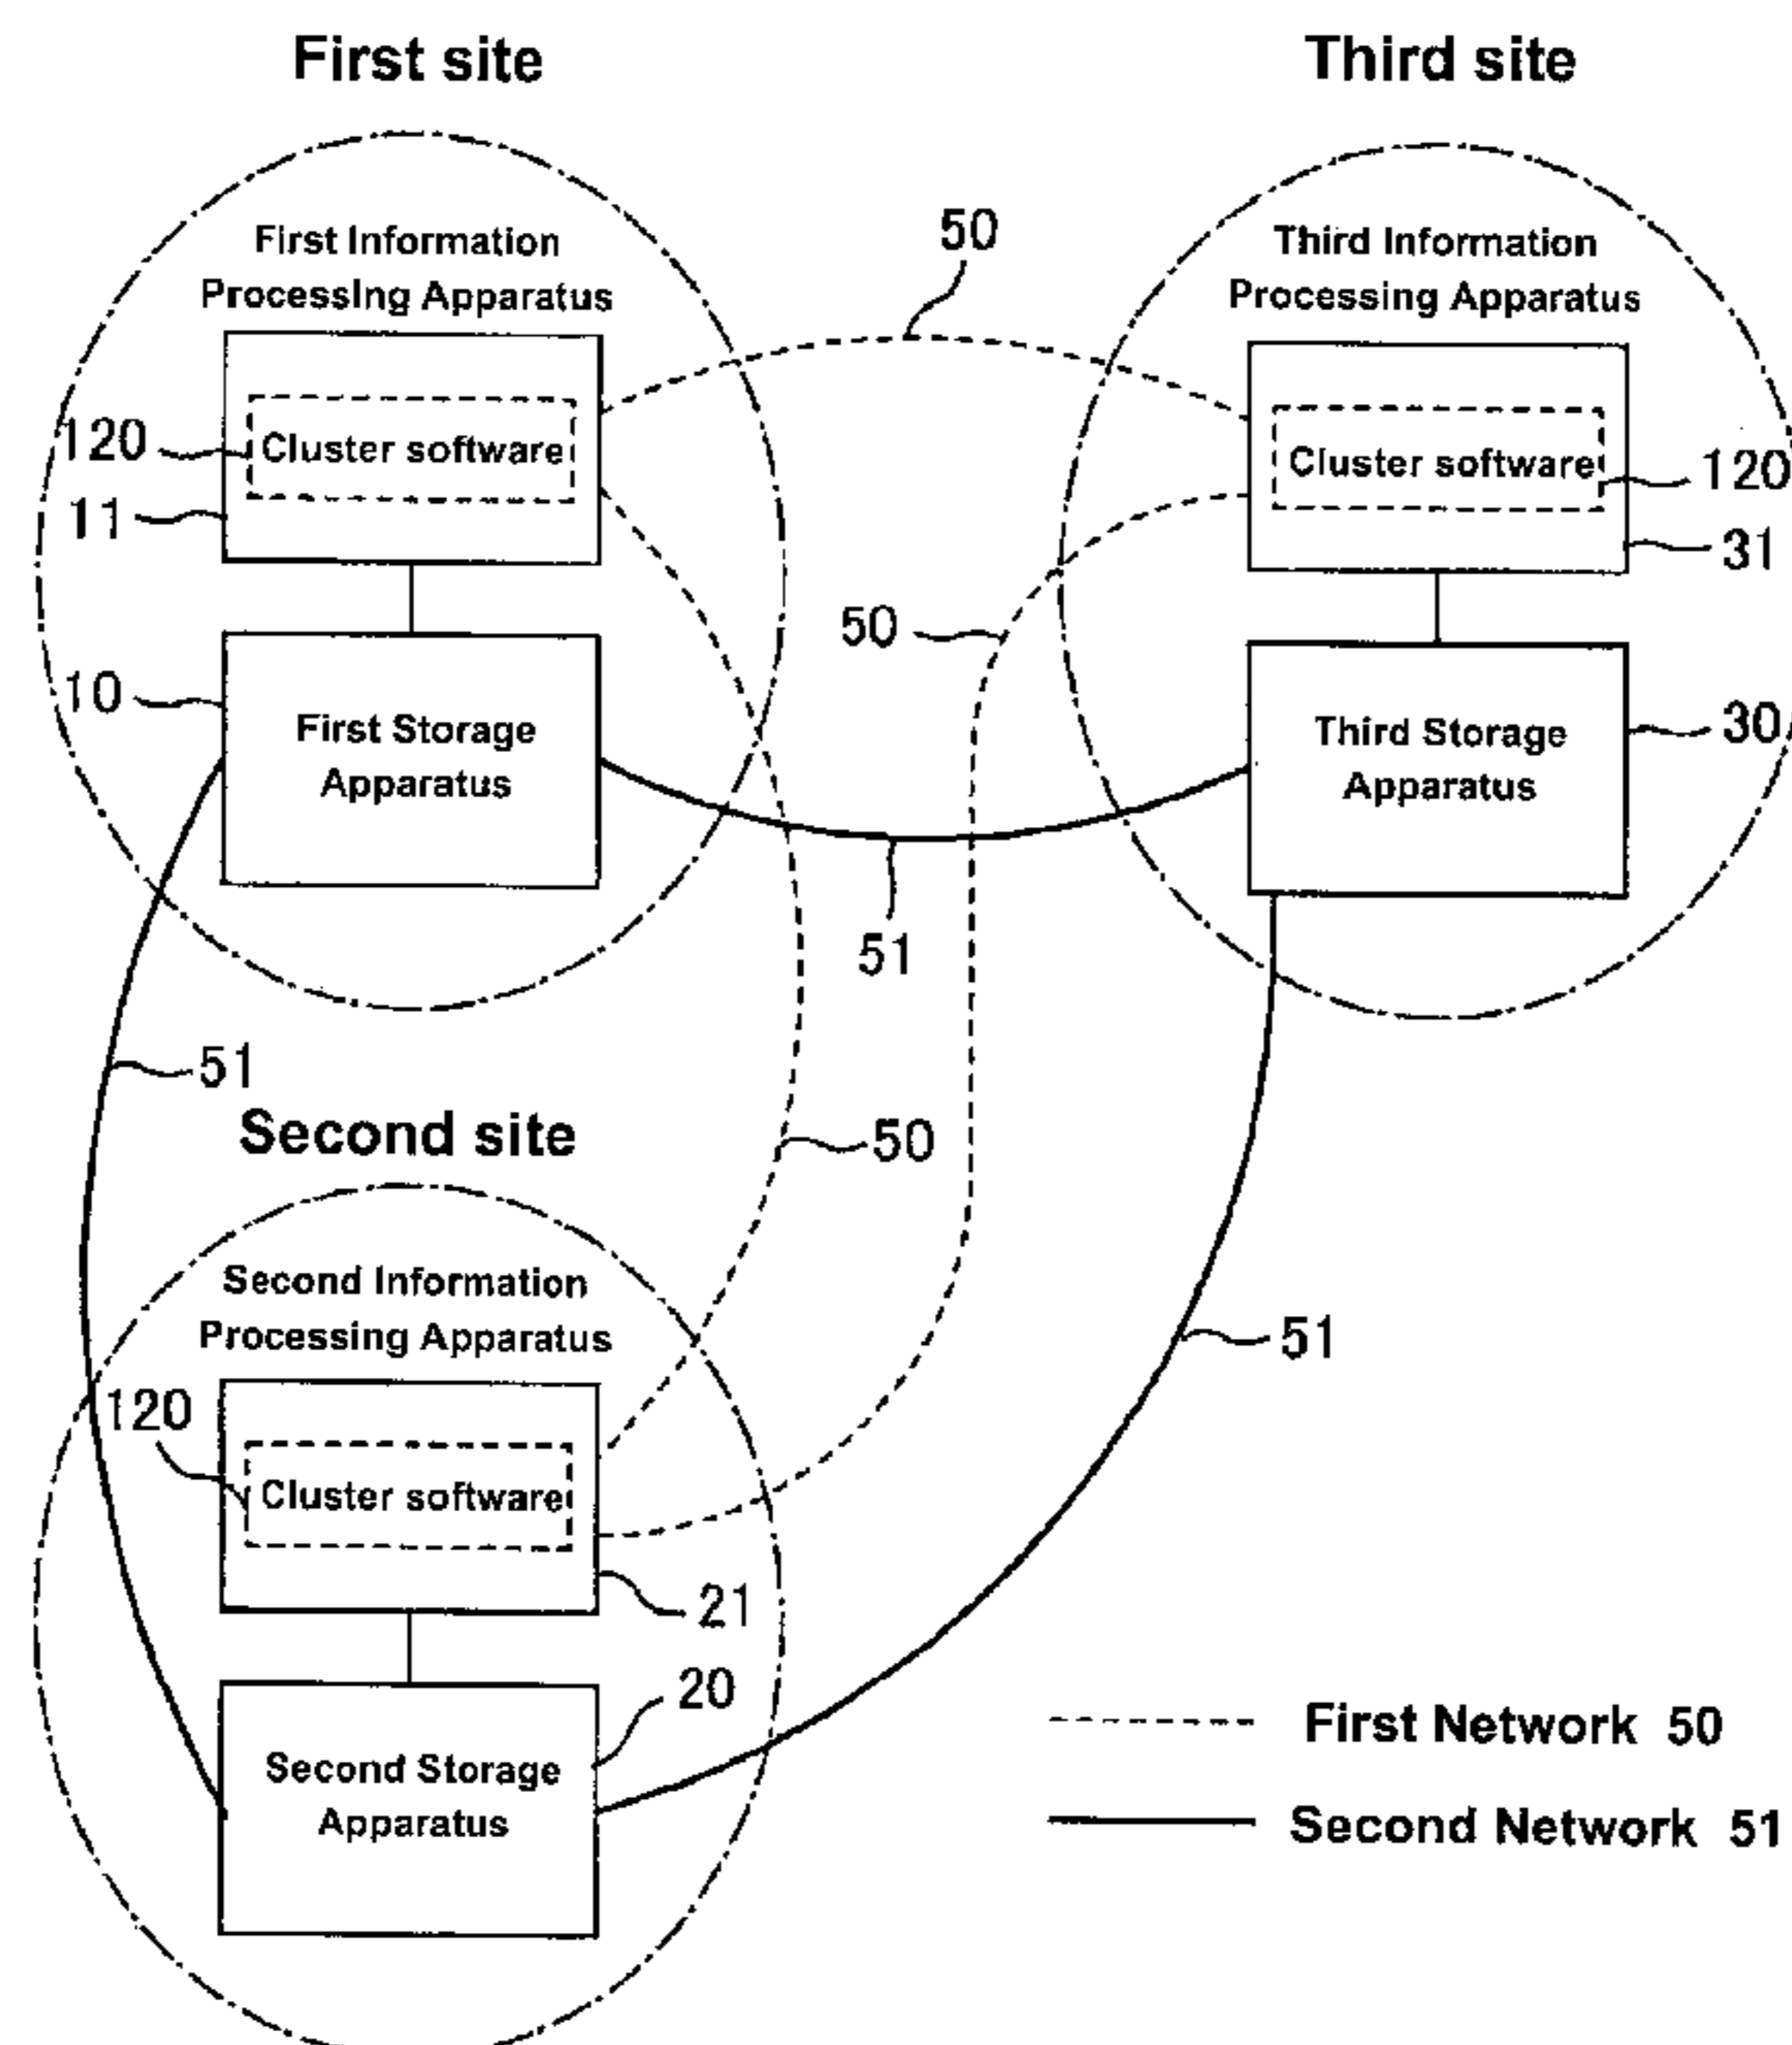 First site
Third site
First Information
Processing Apparatus
50
Third Information
Processing Apparatus
120
Cluster software
11
Cluster software
120
31
50
10
First Storage
Apparatus
Third Storage
Apparatus
30
51
51
Second site
50
Second Information
Processing Apparatus
51
120
Cluster software
21
20
Second Storage
Apparatus
First Network 50
Second Network 51